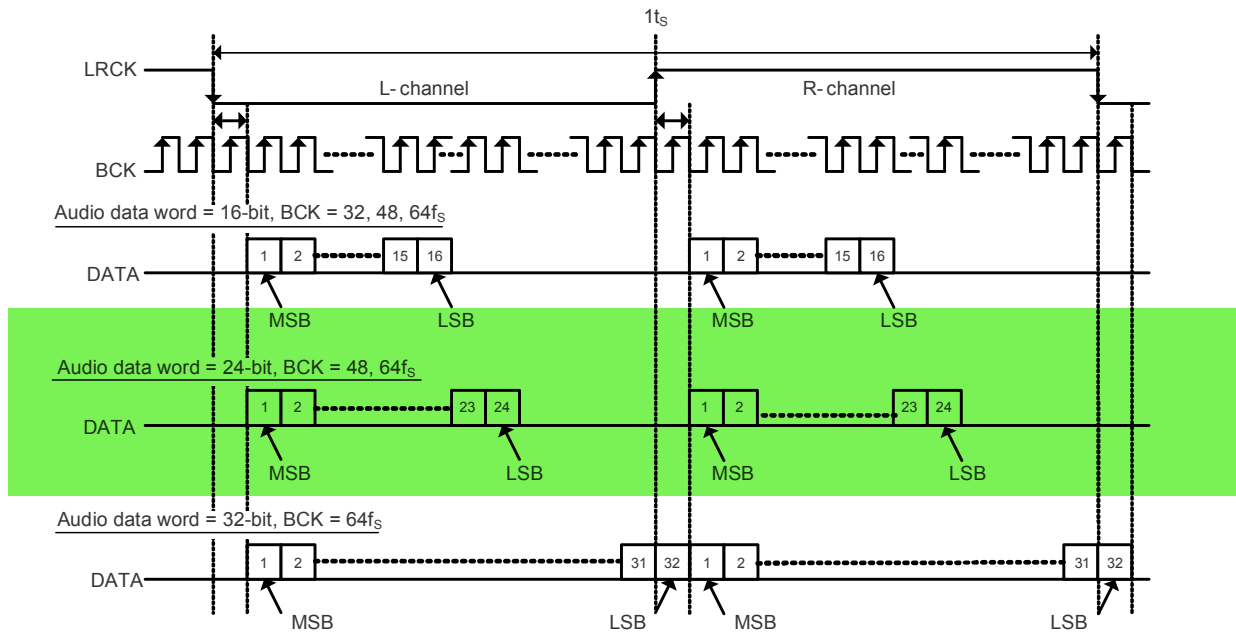 1tS
LRCK
L- channel R- channel
BCK
Audio data word = 16-bit, BCK = 32, 48, 64fS
1 2 15 16 1 2 15 16
DATA
MSB LSB MSB LSB
Audio data word = 24-bit, BCK = 48, 64fS
1 2 23 24 1 2 23 24
DATA
MSB LSB MSB LSB
Audio data word = 32-bit, BCK = 64fS
1 2 31 32 1 2 31 32
DATA
MSB LSB MSB LSB